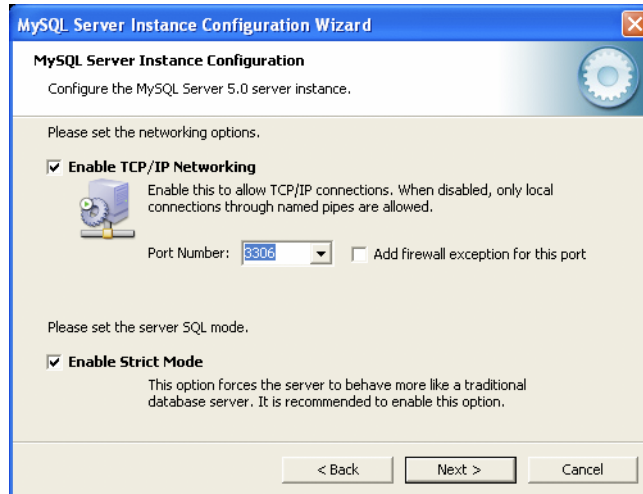 MySQL Server Instance Configuration Wizard
MySQL Server Instance Configuration
Configure the MySQL Server 5.0 server instance.
Please set the networking options.
Enable TCP/IP Networking
Enable this to allow TCP/IP connections. When disabled, only local
connections through named pipes are allowed.
Port Number: 3306 Add firewall exception for this port
Please set the server SQL mode.
Enable Strict Mode
This option forces the server to behave more like a traditional
database server. It is recommended to enable this option.
< Back Next > Cancel